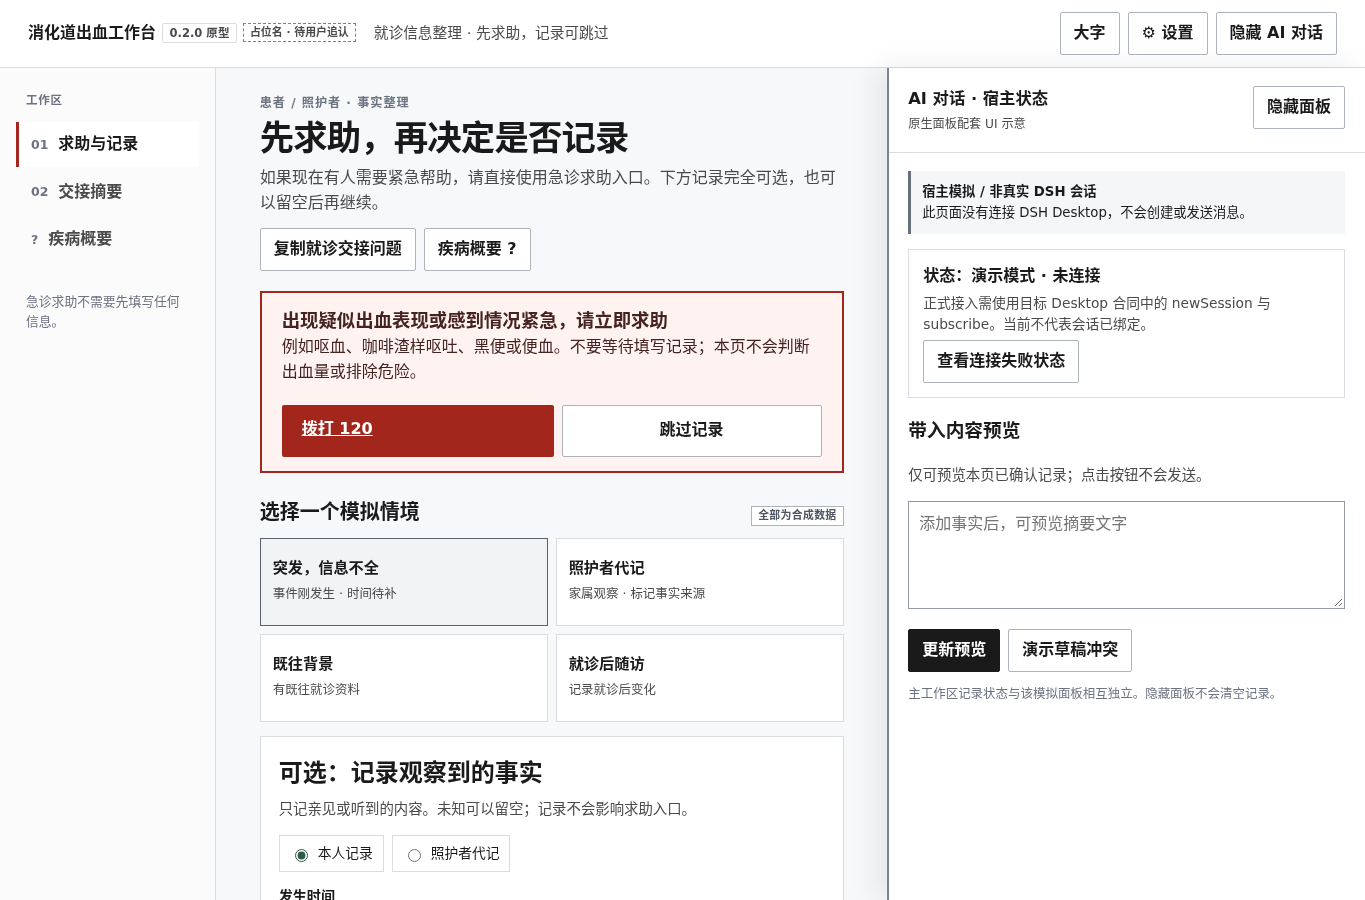 消化道出血工作台 0.2.0 原型 占位名 · 待用户追认 就诊信息整理 · 先求助，记录可跳过 大字 ⚙ 设置 隐藏 AI 对话
工作区
01 求助与记录
02 交接摘要
? 疾病概要
急诊求助不需要先填写任何
信息。
患者 / 照护者 · 事实整理
先求助，再决定是否记录
如果现在有人需要紧急帮助，请直接使用急诊求助入口。下方记录完全可选，也可
以留空后再继续。
复制就诊交接问题 疾病概要 ?
出现疑似出血表现或感到情况紧急，请立即求助
例如呕血、咖啡渣样呕吐、黑便或便血。不要等待填写记录；本页不会判断
出血量或排除危险。
拨打 120 跳过记录
选择一个模拟情境 全部为合成数据
突发，信息不全
事件刚发生 · 时间待补
照护者代记
家属观察 · 标记事实来源
既往背景
有既往就诊资料
就诊后随访
记录就诊后变化
可选：记录观察到的事实
只记亲见或听到的内容。未知可以留空；记录不会影响求助入口。
本人记录 照护者代记
发生时间
AI 对话 · 宿主状态
原生面板配套 UI 示意
隐藏面板
宿主模拟 / 非真实 DSH 会话
此页面没有连接 DSH Desktop，不会创建或发送消息。
状态：演示模式 · 未连接
正式接入需使用目标 Desktop 合同中的 newSession 与
subscribe。当前不代表会话已绑定。
查看连接失败状态
带入内容预览
仅可预览本页已确认记录；点击按钮不会发送。
添加事实后，可预览摘要文字
更新预览 演示草稿冲突
主工作区记录状态与该模拟面板相互独立。隐藏面板不会清空记录。